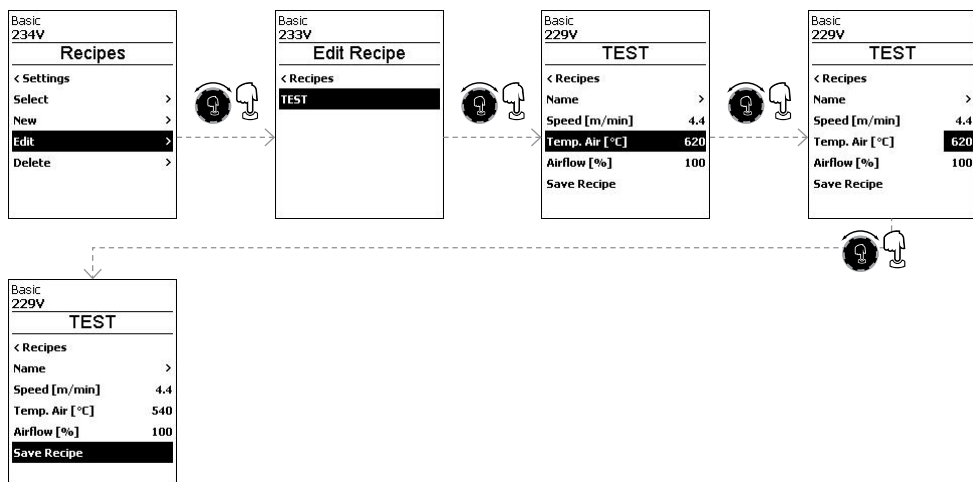 Basic
234V
Recipes
< Settings
Select >
New >
Edit >
Delete >
Basic
233V
Edit Recipe
< Recipes
TEST
Basic
229V
TEST
< Recipes
Name >
Speed [m/min] 4.4
Temp. Air [°C] 620
Airflow [%] 100
Save Recipe
Basic
229V
TEST
< Recipes
Name >
Speed [m/min] 4.4
Temp. Air [°C] 620
Airflow [%] 100
Save Recipe
Basic
229V
TEST
< Recipes
Name >
Speed [m/min] 4.4
Temp. Air [°C] 540
Airflow [%] 100
Save Recipe